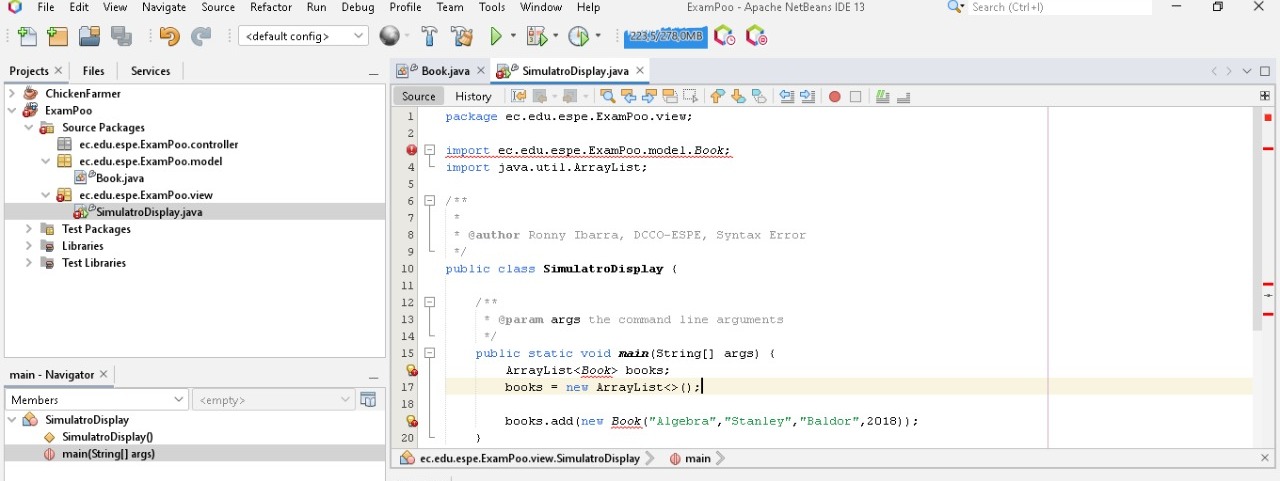 File Edit View Navigate Source Refactor Run Debug Profile Team Tools Window Help ExamPoo - Apache NetBeans IDE 13 Search (Ctrl+I)
<default config> 223,5/278,0MB
Projects Files Services
ChickenFarmer
ExamPoo
Source Packages
ec.edu.espe.ExamPoo.controller
ec.edu.espe.ExamPoo.model
Book.java
ec.edu.espe.ExamPoo.view
SimulatroDisplay.java
Test Packages
Libraries
Test Libraries
main - Navigator
Members <empty>
SimulatroDisplay
SimulatroDisplay()
main(String[] args)
Book.java SimulatroDisplay.java
Source History
1 package ec.edu.espe.ExamPoo.view;
2
import ec.edu.espe.ExamPoo.model.Book;
4 import java.util.ArrayList;
5
6 /**
7 *
8 * @author Ronny Ibarra, DCCO-ESPE, Syntax Error
9 */
10 public class SimulatroDisplay {
11
12 /**
13 * @param args the command line arguments
14 */
15 public static void main(String[] args) {
ArrayList<Book> books;
17 books = new ArrayList<>();
18
books.add(new Book("Algebra","Stanley","Baldor",2018));
20 }
ec.edu.espe.ExamPoo.view.SimulatroDisplay main